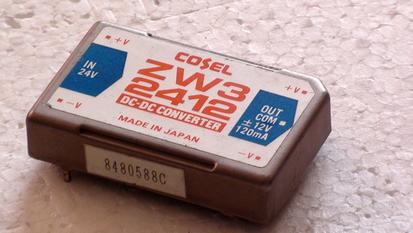 COSEL
ZW3
2412
DC-DC CONVERTER
MADE IN JAPAN
+V
IN
24V
-V
+V
OUT
COM
±12V
120mA
-V
8480588C